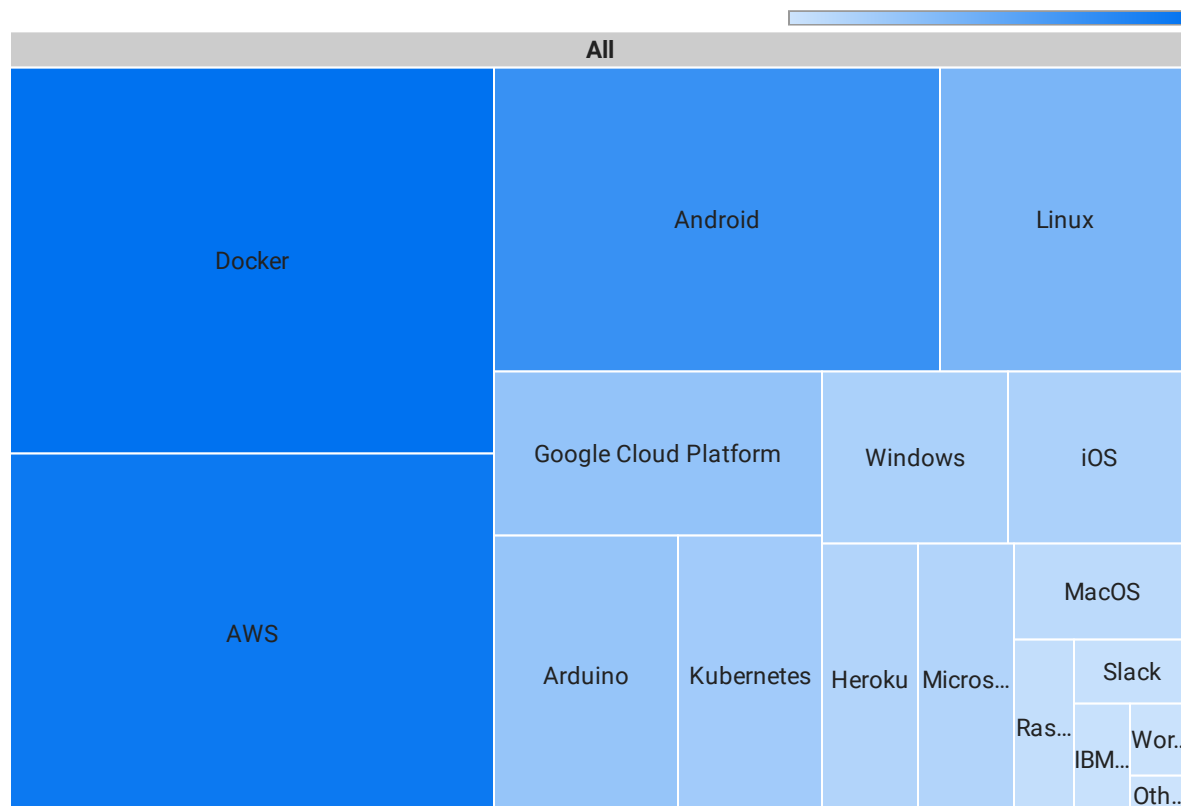 All
Docker
Android
Linux
Google Cloud Platform
Windows
iOS
AWS
Arduino
Kubernetes
Heroku
Micros...
MacOS
Ras...
Slack
IBM...
Wor..
Oth..